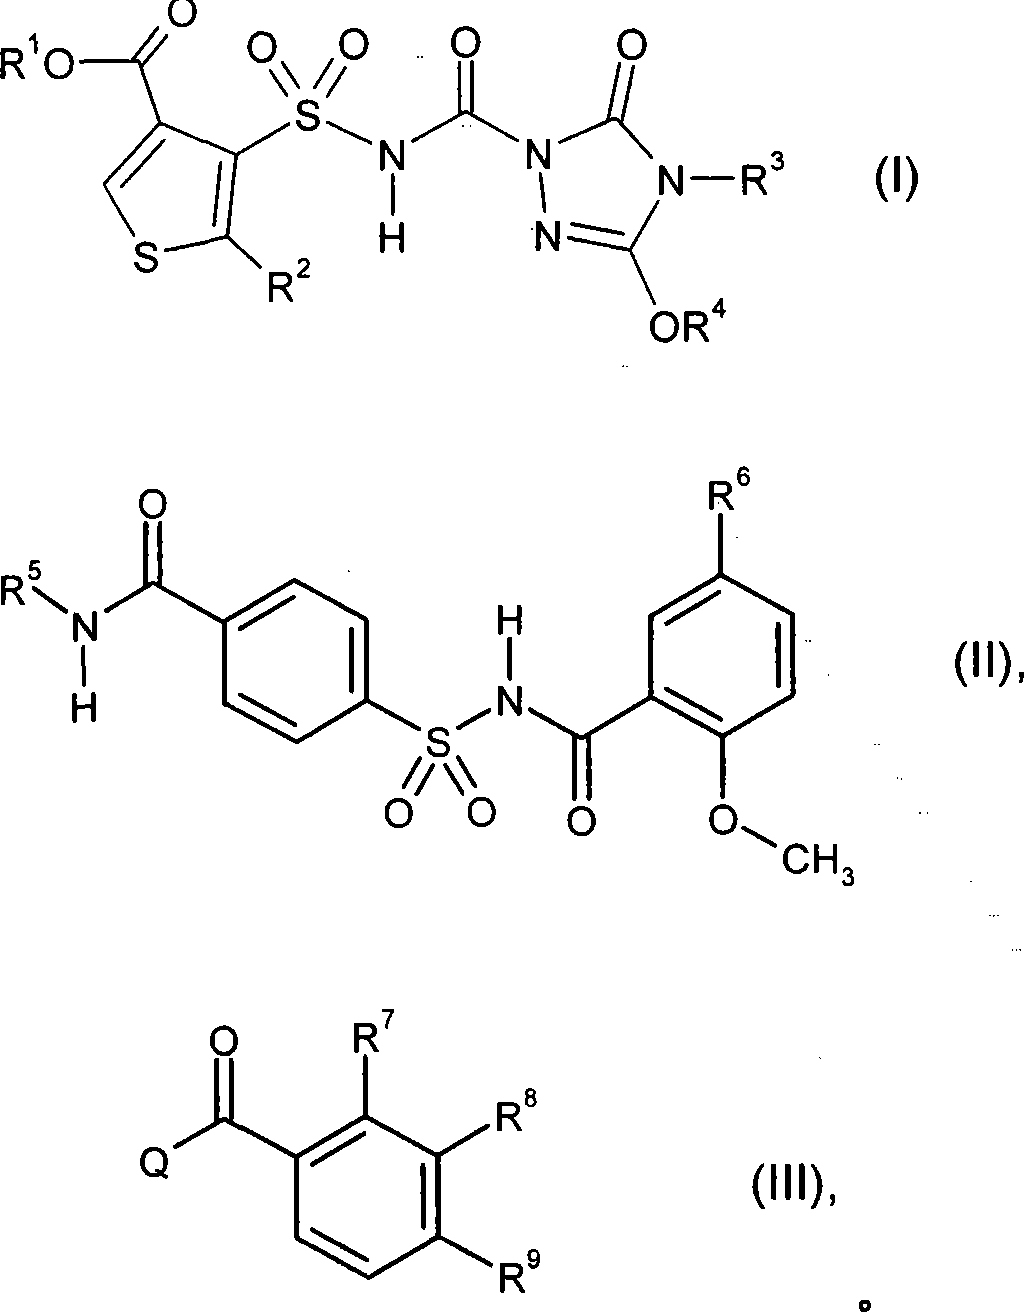 O
R¹O
O O
S
O
O
N
H
N
N
N
R³
(I)
S
R²
OR⁴
R⁶
O
R⁵
N
H
H
N
(II),
S
O O
O
O
CH₃
O
R⁷
R⁸
Q
(III),
R⁹
。